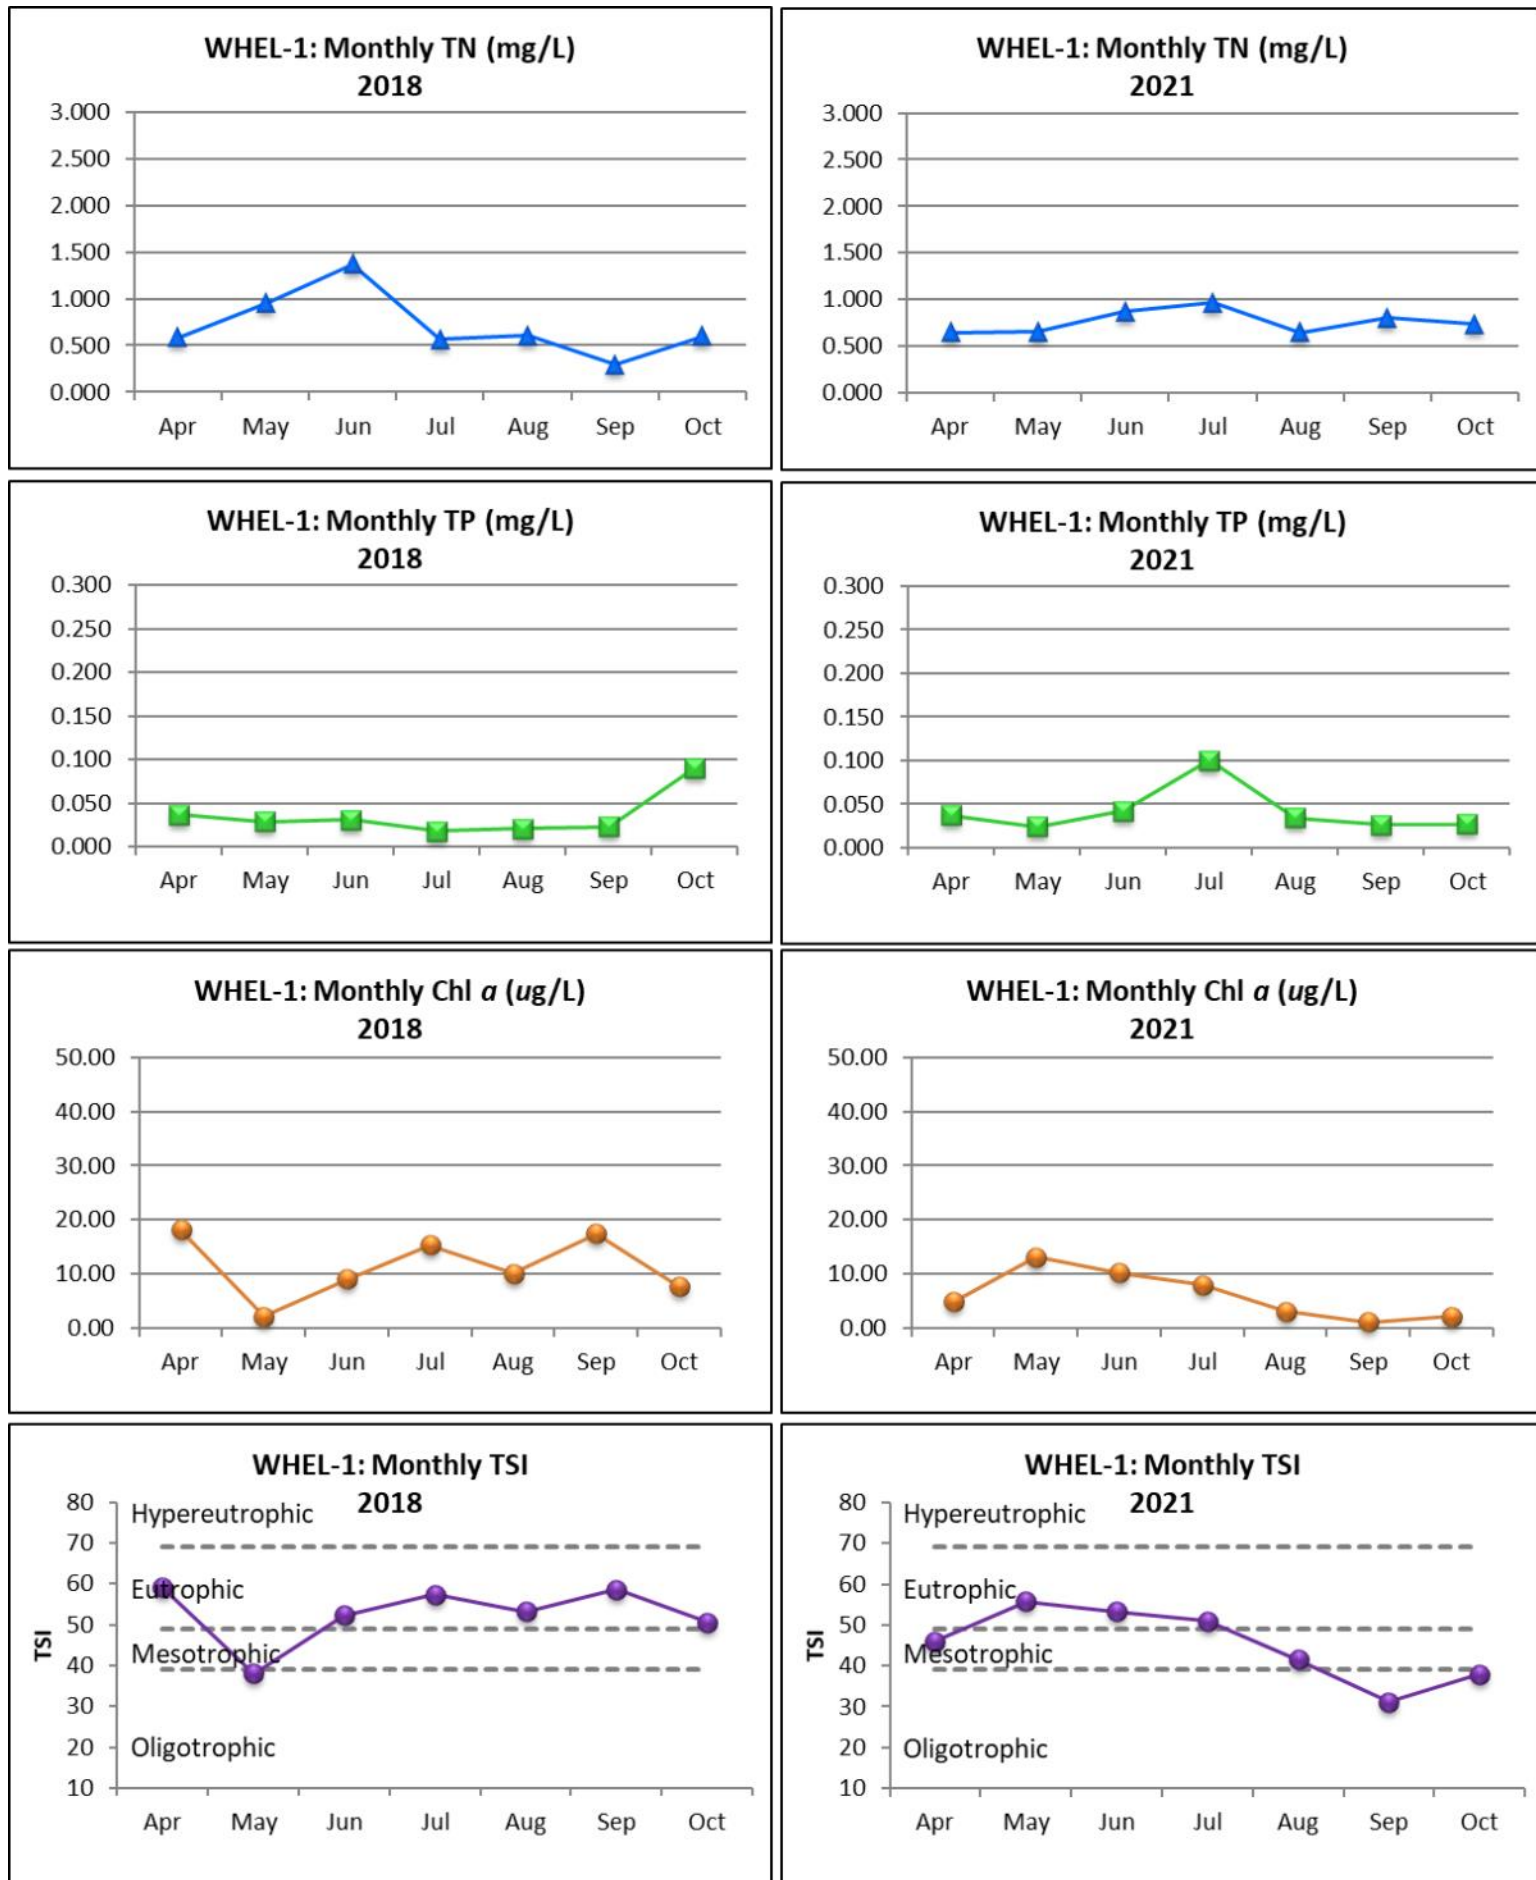 WHEL-1: Monthly TN (mg/L)
2018
3.000
2.500
2.000
1.500
1.000
0.500
0.000
Apr May Jun Jul Aug Sep Oct
WHEL-1: Monthly TN (mg/L)
2021
3.000
2.500
2.000
1.500
1.000
0.500
0.000
Apr May Jun Jul Aug Sep Oct
WHEL-1: Monthly TP (mg/L)
2018
0.300
0.250
0.200
0.150
0.100
0.050
0.000
Apr May Jun Jul Aug Sep Oct
WHEL-1: Monthly TP (mg/L)
2021
0.300
0.250
0.200
0.150
0.100
0.050
0.000
Apr May Jun Jul Aug Sep Oct
WHEL-1: Monthly Chl a (ug/L)
2018
50.00
40.00
30.00
20.00
10.00
0.00
Apr May Jun Jul Aug Sep Oct
WHEL-1: Monthly Chl a (ug/L)
2021
50.00
40.00
30.00
20.00
10.00
0.00
Apr May Jun Jul Aug Sep Oct
WHEL-1: Monthly TSI
2018
TSI
80
70
60
50
40
30
20
10
Hypereutrophic
Eutrophic
Mesotrophic
Oligotrophic
Apr May Jun Jul Aug Sep Oct
WHEL-1: Monthly TSI
2021
TSI
80
70
60
50
40
30
20
10
Hypereutrophic
Eutrophic
Mesotrophic
Oligotrophic
Apr May Jun Jul Aug Sep Oct